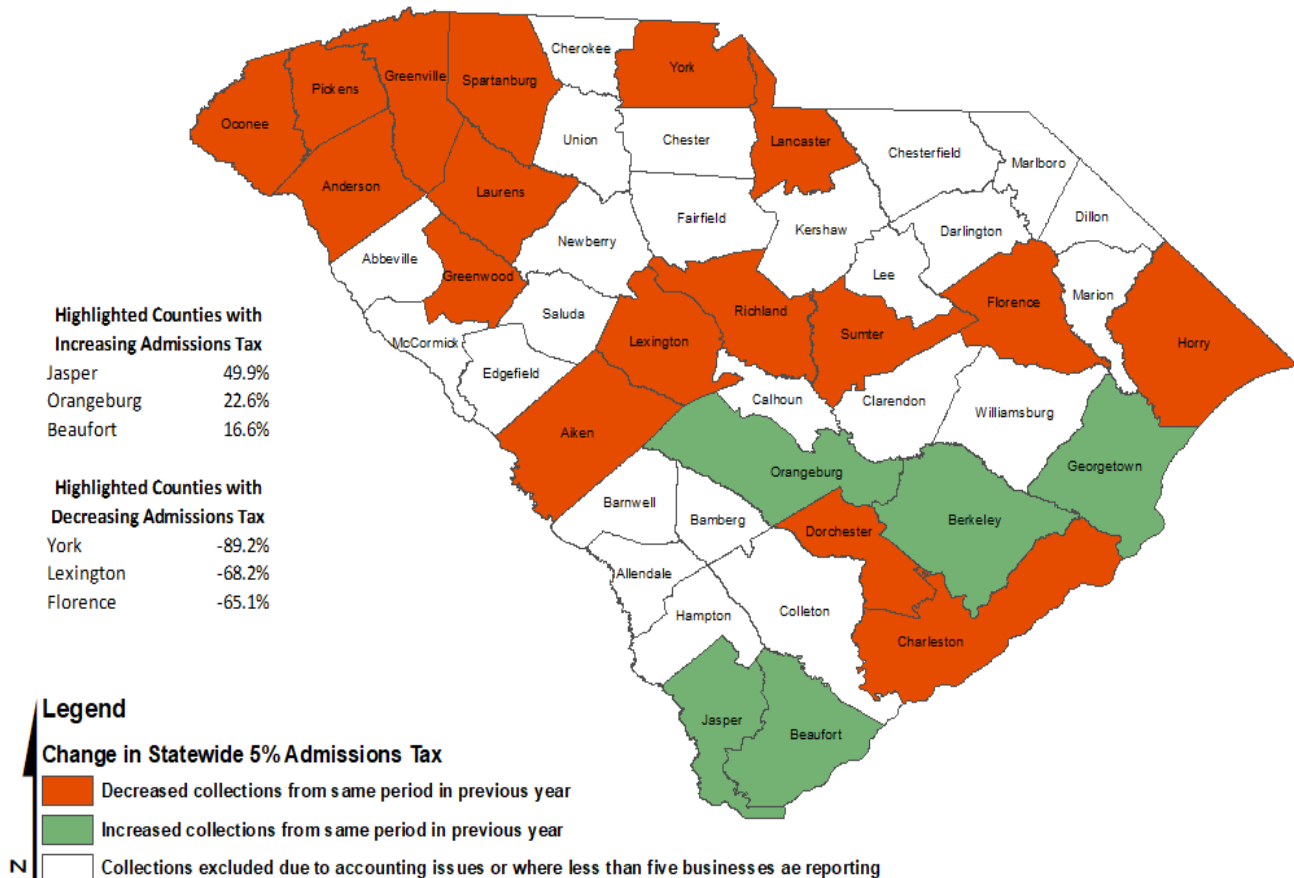 Cherokee
York
Greenville
Spartanburg
Pickens
Oconee
Union
Chester
Lancaster
Chesterfield
Marlboro
Anderson
Laurens
Fairfield
Dillon
Kershaw
Darlington
Newberry
Abbeville
Lee
Greenwood
Marion
Florence
Richland
Saluda
Sumter
Lexington
Horry
McCormick
Edgefield
Calhoun
Clarendon
Williamsburg
Aiken
Georgetown
Orangeburg
Barnwell
Bamberg
Berkeley
Dorchester
Allendale
Colleton
Hampton
Charleston
Jasper
Beaufort
Highlighted Counties with
Increasing Admissions Tax
Jasper 49.9%
Orangeburg 22.6%
Beaufort 16.6%
Highlighted Counties with
Decreasing Admissions Tax
York -89.2%
Lexington -68.2%
Florence -65.1%
Legend
Change in Statewide 5% Admissions Tax
Decreased collections from same period in previous year
Increased collections from same period in previous year
Collections excluded due to accounting issues or where less than five businesses ae reporting
N